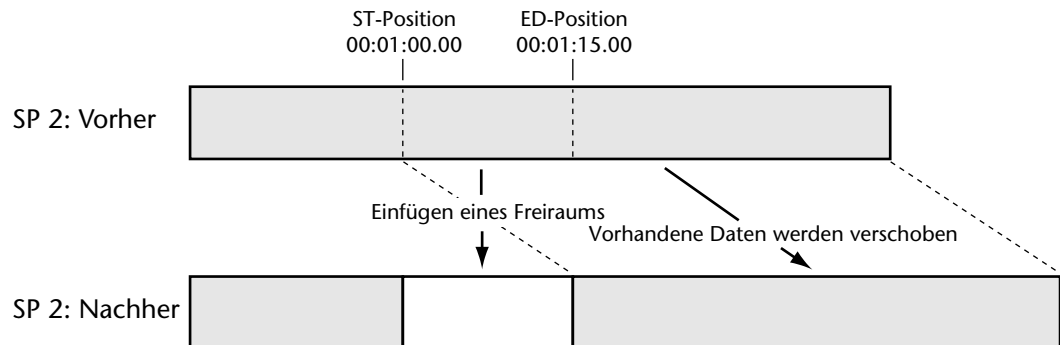 ST-Position ED-Position
00:01:00.00 00:01:15.00
SP 2: Vorher
Einfügen eines Freiraums
Vorhandene Daten werden verschoben
SP 2: Nachher